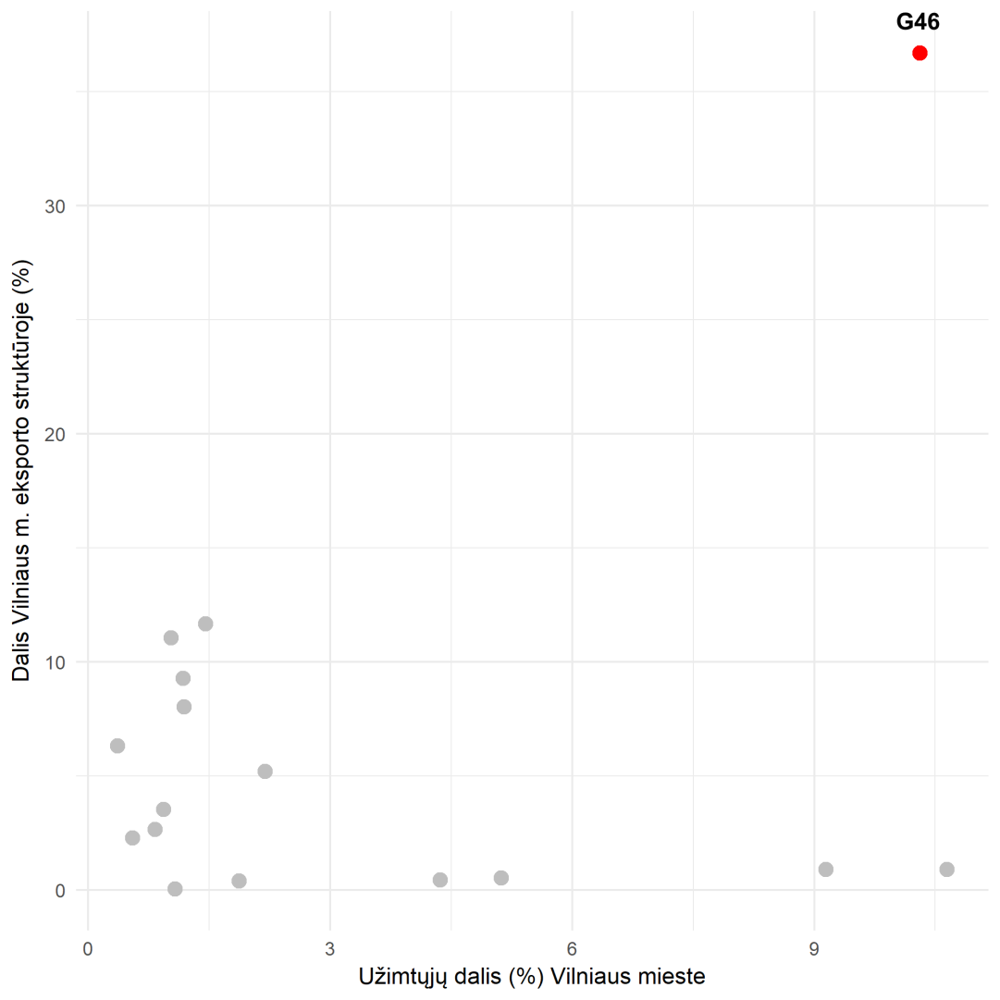 G46
30
20
10
0
0 3 6 9
Užimtųjų dalis (%) Vilniaus mieste
Dalis Vilniaus m. eksporto struktūroje (%)